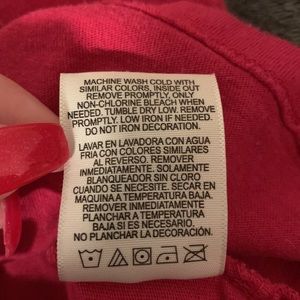 MACHINE WASH COLD WITH
SIMILAR COLORS, INSIDE OUT
REMOVE PROMPTLY, ONLY
NON-CHLORINE BLEACH WHEN
NEEDED. TUMBLE DRY LOW. REMOVE
PROMPTLY. LOW IRON IF NEEDED.
DO NOT IRON DECORATION.
LAVAR EN LAVADORA CON AGUA
FRIA CON COLORES SIMILARES
AL REVERSO. REMOVER
INMEDIATAMENTE. SOLAMENTE
BLANQUEADOR SIN CLORO
CUANDO SE NECESITE. SECAR EN
MAQUINA A TEMPERATURA
BAJA. REMOVER INMEDIATAMENTE
PLANCHAR A TEMPERATURA
BAJA SI ES NECESARIO.
NO PLANCHAR LA DECORACIÓN.